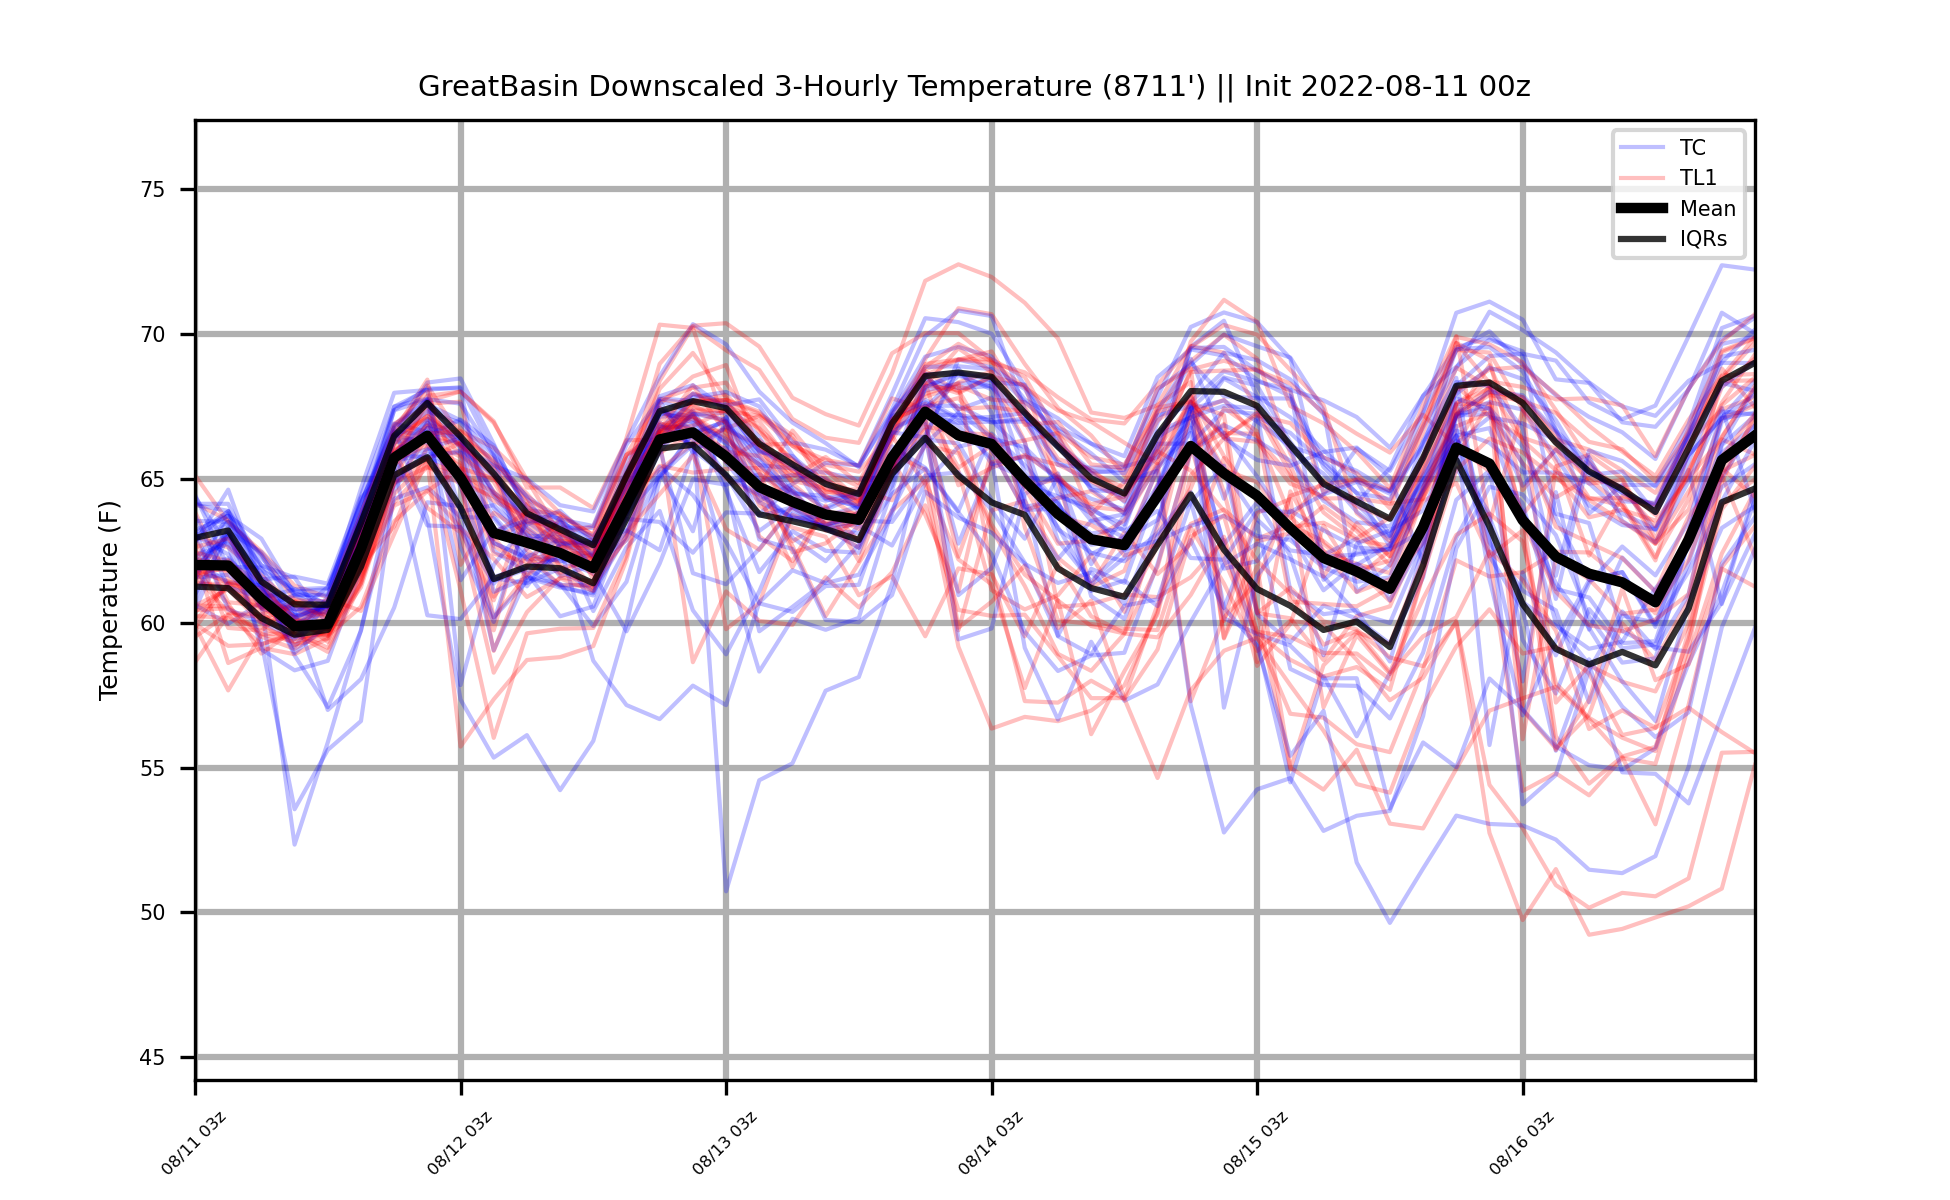 GreatBasin Downscaled 3-Hourly Temperature (8711') || Init 2022-08-11 00z
TC
TL1
Mean
IQRs
Temperature (F)
75
70
65
60
55
50
45
08/11 03z
08/12 03z
08/13 03z
08/14 03z
08/15 03z
08/16 03z